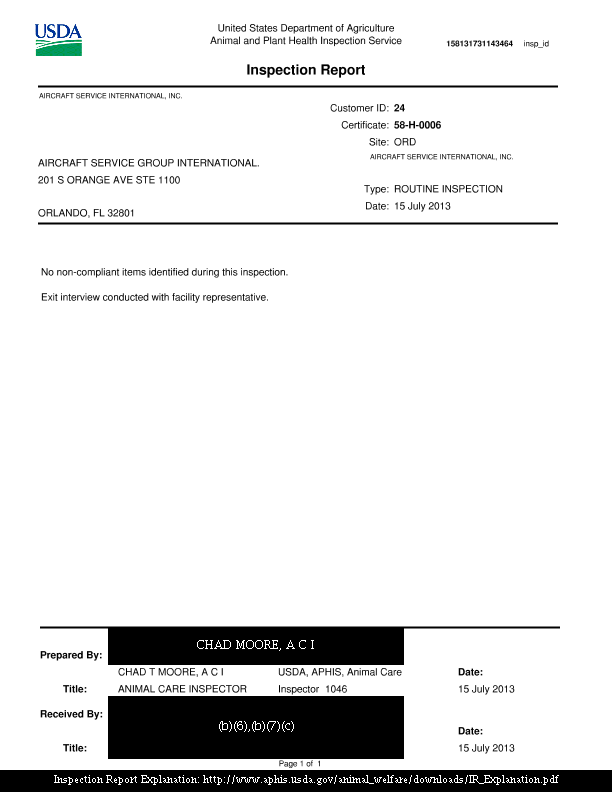 USDA
United States Department of Agriculture
Animal and Plant Health Inspection Service
158131731143464 insp_id
Inspection Report
AIRCRAFT SERVICE INTERNATIONAL, INC.
Customer ID: 24
Certificate: 58-H-0006
Site: ORD
AIRCRAFT SERVICE INTERNATIONAL, INC.
AIRCRAFT SERVICE GROUP INTERNATIONAL.
201 S ORANGE AVE STE 1100
ORLANDO, FL 32801
Type: ROUTINE INSPECTION
Date: 15 July 2013
No non-compliant items identified during this inspection.
Exit interview conducted with facility representative.
CHAD MOORE, A C I
Prepared By:
CHAD T MOORE, A C I USDA, APHIS, Animal Care Date:
Title: ANIMAL CARE INSPECTOR Inspector 1046 15 July 2013
Received By:
(b)(6),(b)(7)(c)
Date:
Title: 15 July 2013
Page 1 of 1
Inspection Report Explanation: http://www.aphis.usda.gov/animal_welfare/downloads/IR_Explanation.pdf